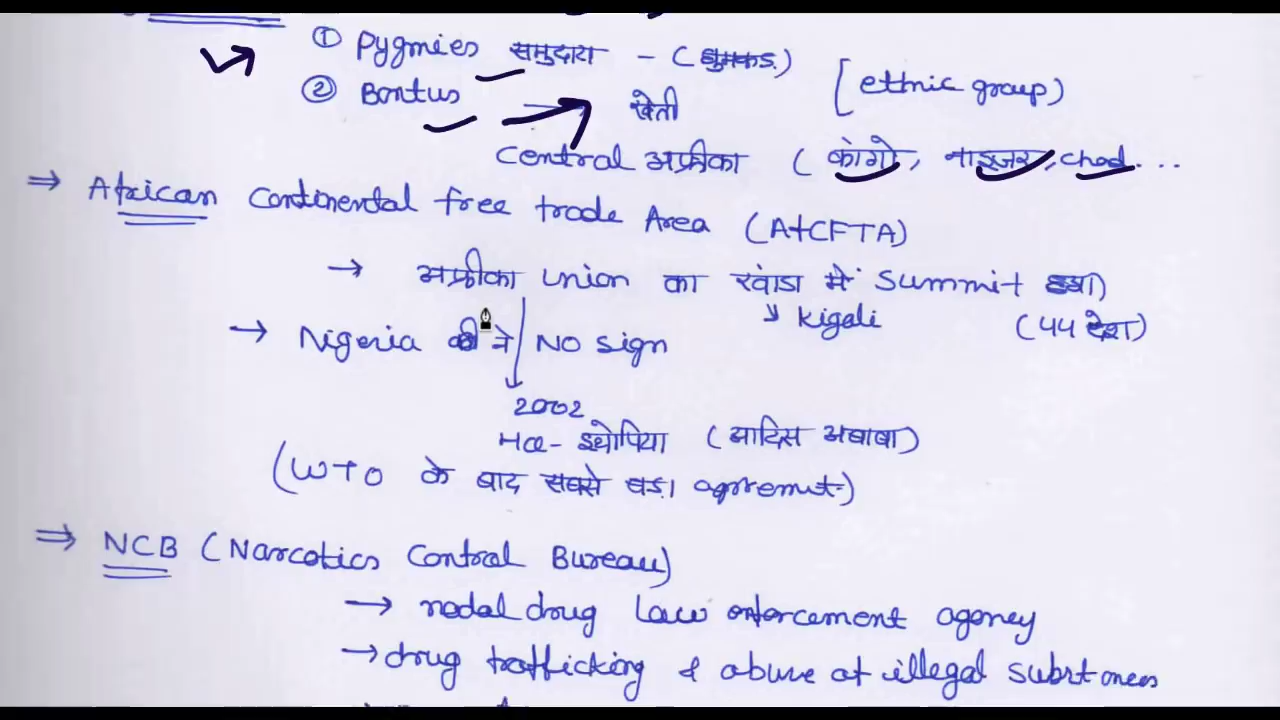 ① Pygmies समुदाय - (घुमकड़)
② Bantus → खेती [ethnic group)
Central अफ्रीका (कांगो, नाइजर, chad...
⇒ African Continental free trade Area (AfCFTA)
→ अफ्रीका union का रवांडा में summit हुआ)
↘ Kigali (44 देश)
→ Nigeria ने NO sign
2002
HQ- इथोपिया (आदिस अबाबा)
(WTO के बाद सबसे बड़ा agreemet)
⇒ NCB (Narcotics Control Bureau)
→ nodal drug Law enforcement agency
→ drug trafficking & abuse of illegal substances